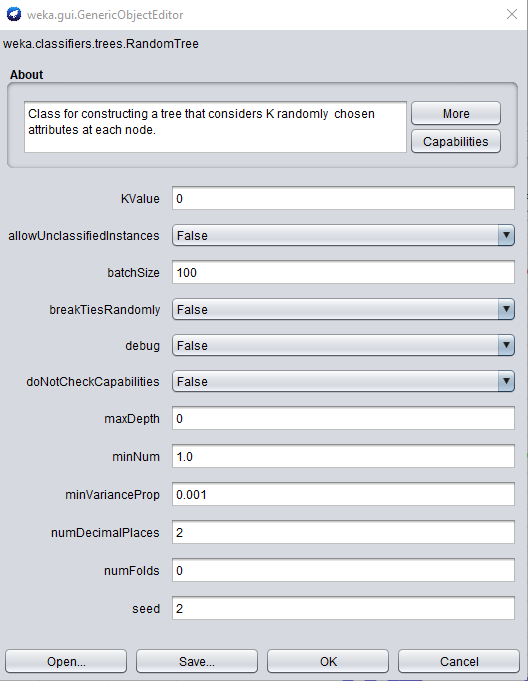 weka.gui.GenericObjectEditor
weka.classifiers.trees.RandomTree
About
Class for constructing a tree that considers K randomly chosen
attributes at each node.
More
Capabilities
KValue 0
allowUnclassifiedInstances False
batchSize 100
breakTiesRandomly False
debug False
doNotCheckCapabilities False
maxDepth 0
minNum 1.0
minVarianceProp 0.001
numDecimalPlaces 2
numFolds 0
seed 2
Open... Save... OK Cancel